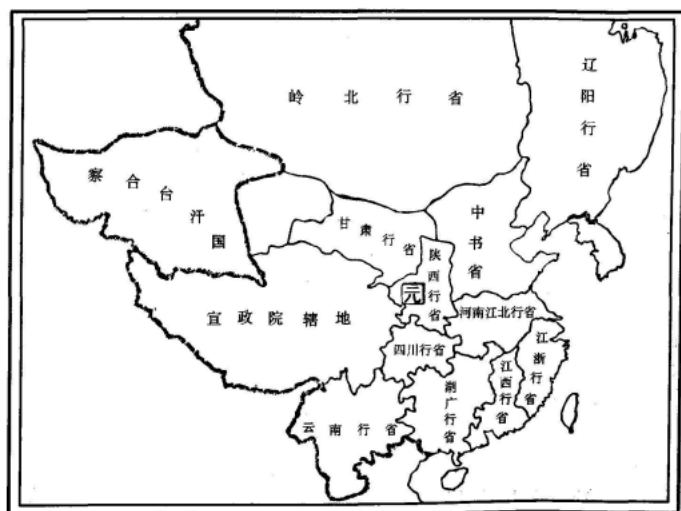 岭北行省
辽阳行省
察合台汗国
甘肃行省
中书省
陕西行省
元
宣政院辖地
河南江北行省
四川行省
江浙行省
江西行省
湖广行省
云南行省